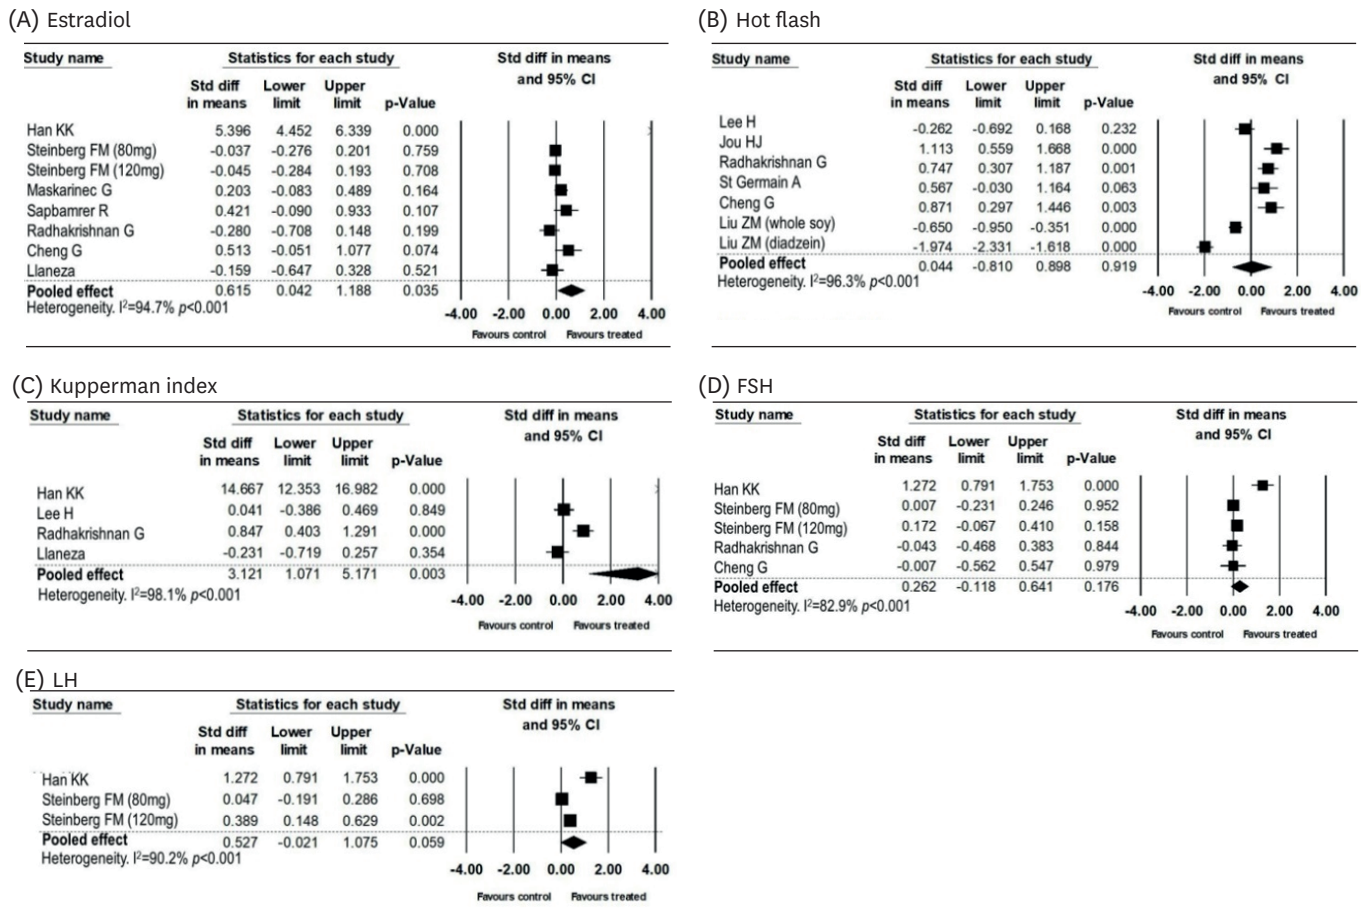 (A) Estradiol
Study name Statistics for each study Std diff in means and 95% CI
Std diff in means Lower limit Upper limit p-Value
Han KK 5.396 4.452 6.339 0.000
Steinberg FM (80mg) -0.037 -0.276 0.201 0.759
Steinberg FM (120mg) -0.045 -0.284 0.193 0.708
Maskarinec G 0.203 -0.083 0.489 0.164
Sapbamrer R 0.421 -0.090 0.933 0.107
Radhakrishnan G -0.280 -0.708 0.148 0.199
Cheng G 0.513 -0.051 1.077 0.074
Llaneza -0.159 -0.647 0.328 0.521
Pooled effect 0.615 0.042 1.188 0.035
Heterogeneity. I²=94.7% p<0.001
-4.00 -2.00 0.00 2.00 4.00
Favours control Favours treated
(B) Hot flash
Study name Statistics for each study Std diff in means and 95% CI
Std diff in means Lower limit Upper limit p-Value
Lee H -0.262 -0.692 0.168 0.232
Jou HJ 1.113 0.559 1.668 0.000
Radhakrishnan G 0.747 0.307 1.187 0.001
St Germain A 0.567 -0.030 1.164 0.063
Cheng G 0.871 0.297 1.446 0.003
Liu ZM (whole soy) -0.650 -0.950 -0.351 0.000
Liu ZM (diadzein) -1.974 -2.331 -1.618 0.000
Pooled effect 0.044 -0.810 0.898 0.919
Heterogeneity. I²=96.3% p<0.001
-4.00 -2.00 0.00 2.00 4.00
Favours control Favours treated
(C) Kupperman index
Study name Statistics for each study Std diff in means and 95% CI
Std diff in means Lower limit Upper limit p-Value
Han KK 14.667 12.353 16.982 0.000
Lee H 0.041 -0.386 0.469 0.849
Radhakrishnan G 0.847 0.403 1.291 0.000
Llaneza -0.231 -0.719 0.257 0.354
Pooled effect 3.121 1.071 5.171 0.003
Heterogeneity. I²=98.1% p<0.001
-4.00 -2.00 0.00 2.00 4.00
Favours control Favours treated
(D) FSH
Study name Statistics for each study Std diff in means and 95% CI
Std diff in means Lower limit Upper limit p-Value
Han KK 1.272 0.791 1.753 0.000
Steinberg FM (80mg) 0.007 -0.231 0.246 0.952
Steinberg FM (120mg) 0.172 -0.067 0.410 0.158
Radhakrishnan G -0.043 -0.468 0.383 0.844
Cheng G -0.007 -0.562 0.547 0.979
Pooled effect 0.262 -0.118 0.641 0.176
Heterogeneity. I²=82.9% p<0.001
-4.00 -2.00 0.00 2.00 4.00
Favours control Favours treated
(E) LH
Study name Statistics for each study Std diff in means and 95% CI
Std diff in means Lower limit Upper limit p-Value
Han KK 1.272 0.791 1.753 0.000
Steinberg FM (80mg) 0.047 -0.191 0.286 0.698
Steinberg FM (120mg) 0.389 0.148 0.629 0.002
Pooled effect 0.527 -0.021 1.075 0.059
Heterogeneity. I²=90.2% p<0.001
-4.00 -2.00 0.00 2.00 4.00
Favours control Favours treated